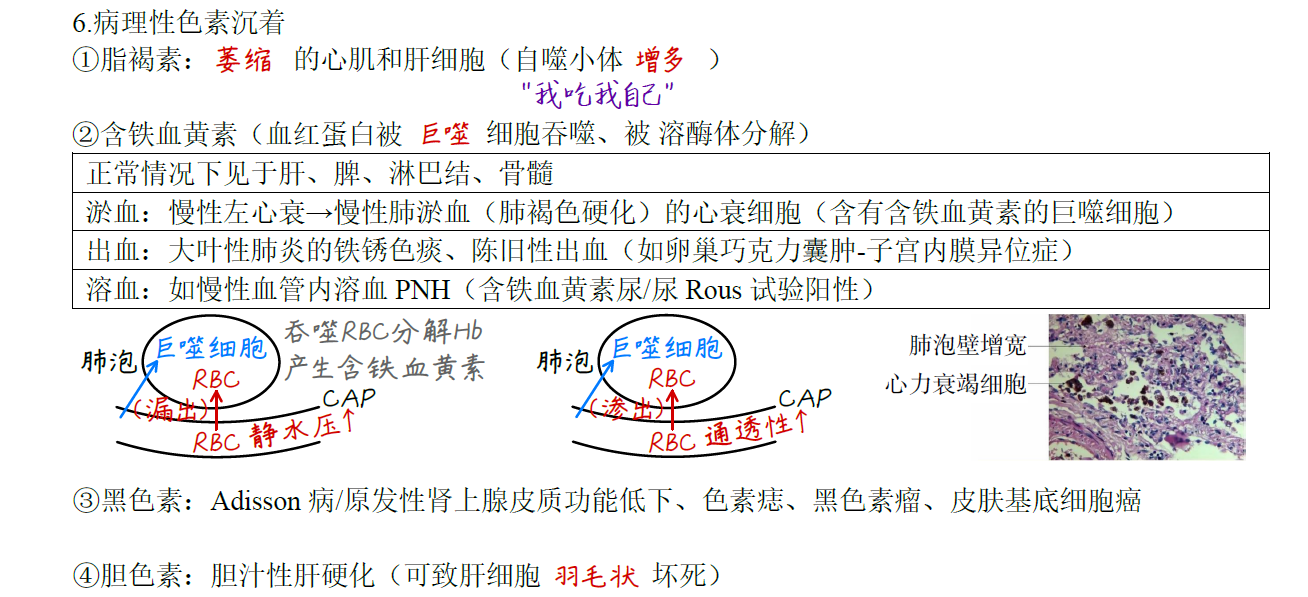 6.病理性色素沉着
①脂褐素：萎缩 的心肌和肝细胞（自噬小体 增多 ）
"我吃我自己"
②含铁血黄素（血红蛋白被 巨噬 细胞吞噬、被 溶酶体分解）
正常情况下见于肝、脾、淋巴结、骨髓
淤血：慢性左心衰→慢性肺淤血（肺褐色硬化）的心衰细胞（含有含铁血黄素的巨噬细胞）
出血：大叶性肺炎的铁锈色痰、陈旧性出血（如卵巢巧克力囊肿-子宫内膜异位症）
溶血：如慢性血管内溶血 PNH（含铁血黄素尿/尿 Rous 试验阳性）
肺泡
巨噬细胞
RBC
吞噬RBC分解Hb
产生含铁血黄素
(漏出)
CAP
RBC 静水压↑
肺泡
巨噬细胞
RBC
(渗出)
CAP
RBC 通透性↑
肺泡壁增宽
心力衰竭细胞
③黑色素：Adisson 病/原发性肾上腺皮质功能低下、色素痣、黑色素瘤、皮肤基底细胞癌
④胆色素：胆汁性肝硬化（可致肝细胞 羽毛状 坏死）